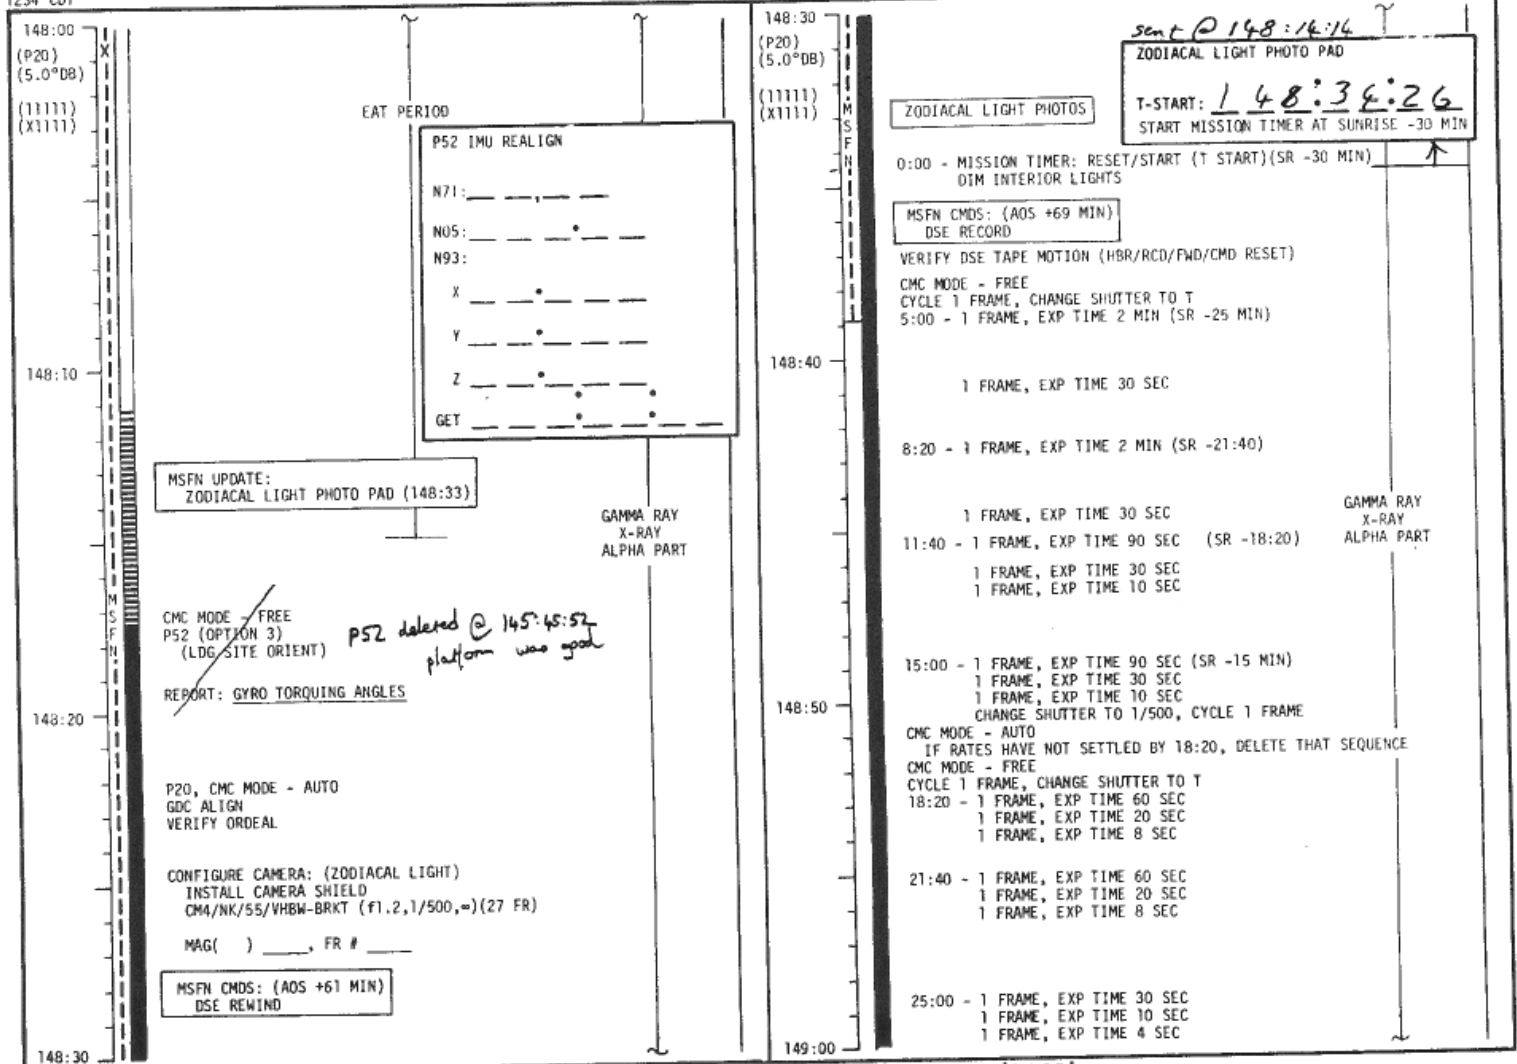 1234 CDT
148:00
(P20)
(5.0°DB)
(11111)
(X1111)
X
EAT PERIOD
P52 IMU REALIGN
N71: ___ , ___
N05: ___ . ___
N93:
X ___ . ___
Y ___ . ___
Z ___ . ___
GET ___ : ___ : ___
148:10
MSFN UPDATE:
ZODIACAL LIGHT PHOTO PAD (148:33)
GAMMA RAY
X-RAY
ALPHA PART
MSFN
CMC MODE - FREE
P52 (OPTION 3)
(LDG SITE ORIENT)
P52 deleted @ 145:45:52
platform was good
REPORT: GYRO TORQUING ANGLES
148:20
P20, CMC MODE - AUTO
GDC ALIGN
VERIFY ORDEAL
CONFIGURE CAMERA: (ZODIACAL LIGHT)
INSTALL CAMERA SHIELD
CM4/NK/55/VHBW-BRKT (f1.2,1/500,∞)(27 FR)
MAG( ) ____, FR # ____
MSFN CMDS: (AOS +61 MIN)
DSE REWIND
148:30
148:30
(P20)
(5.0°DB)
(11111)
(X1111)
MSFN
sent @ 148:14:14
ZODIACAL LIGHT PHOTO PAD
T-START: 148:34:26
START MISSION TIMER AT SUNRISE -30 MIN
ZODIACAL LIGHT PHOTOS
0:00 - MISSION TIMER: RESET/START (T START)(SR -30 MIN)
DIM INTERIOR LIGHTS
MSFN CMDS: (AOS +69 MIN)
DSE RECORD
VERIFY DSE TAPE MOTION (HBR/RCD/FWD/CMD RESET)
CMC MODE - FREE
CYCLE 1 FRAME, CHANGE SHUTTER TO T
5:00 - 1 FRAME, EXP TIME 2 MIN (SR -25 MIN)
148:40
1 FRAME, EXP TIME 30 SEC
8:20 - 1 FRAME, EXP TIME 2 MIN (SR -21:40)
1 FRAME, EXP TIME 30 SEC
11:40 - 1 FRAME, EXP TIME 90 SEC (SR -18:20)
1 FRAME, EXP TIME 30 SEC
1 FRAME, EXP TIME 10 SEC
GAMMA RAY
X-RAY
ALPHA PART
15:00 - 1 FRAME, EXP TIME 90 SEC (SR -15 MIN)
1 FRAME, EXP TIME 30 SEC
1 FRAME, EXP TIME 10 SEC
CHANGE SHUTTER TO 1/500, CYCLE 1 FRAME
148:50
CMC MODE - AUTO
IF RATES HAVE NOT SETTLED BY 18:20, DELETE THAT SEQUENCE
CMC MODE - FREE
CYCLE 1 FRAME, CHANGE SHUTTER TO T
18:20 - 1 FRAME, EXP TIME 60 SEC
1 FRAME, EXP TIME 20 SEC
1 FRAME, EXP TIME 8 SEC
21:40 - 1 FRAME, EXP TIME 60 SEC
1 FRAME, EXP TIME 20 SEC
1 FRAME, EXP TIME 8 SEC
25:00 - 1 FRAME, EXP TIME 30 SEC
1 FRAME, EXP TIME 10 SEC
1 FRAME, EXP TIME 4 SEC
149:00